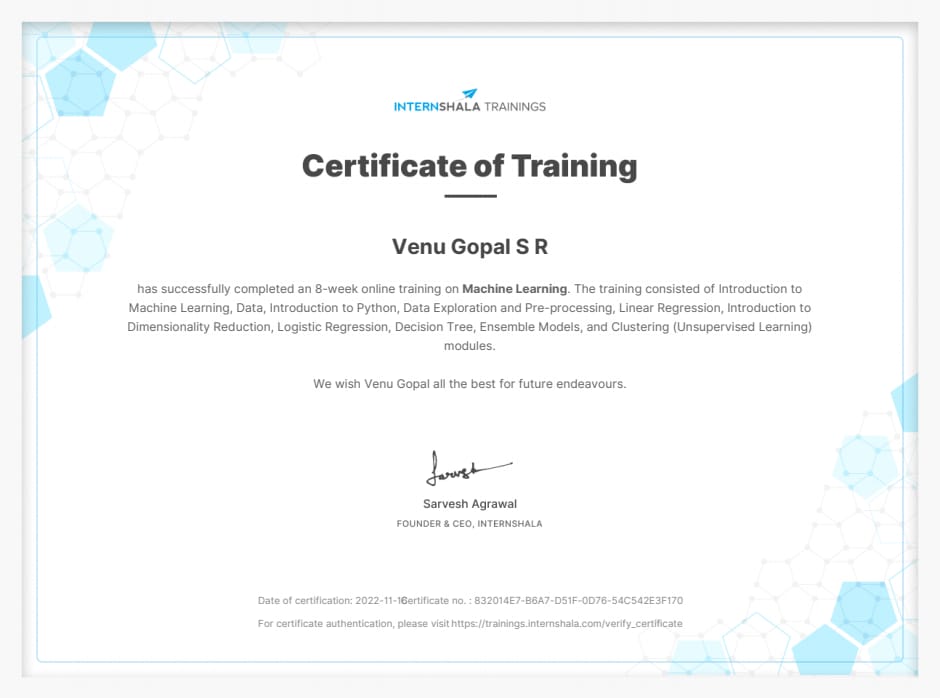 INTERNSHALA TRAININGS
Certificate of Training
Venu Gopal S R
has successfully completed an 8-week online training on Machine Learning. The training consisted of Introduction to
Machine Learning, Data, Introduction to Python, Data Exploration and Pre-processing, Linear Regression, Introduction to
Dimensionality Reduction, Logistic Regression, Decision Tree, Ensemble Models, and Clustering (Unsupervised Learning)
modules.
We wish Venu Gopal all the best for future endeavours.
Sarvesh
Sarvesh Agrawal
FOUNDER & CEO, INTERNSHALA
Date of certification: 2022-11-16 Certificate no. : 832014E7-B6A7-D51F-0D76-54C542E3F170
For certificate authentication, please visit https://trainings.internshala.com/verify_certificate